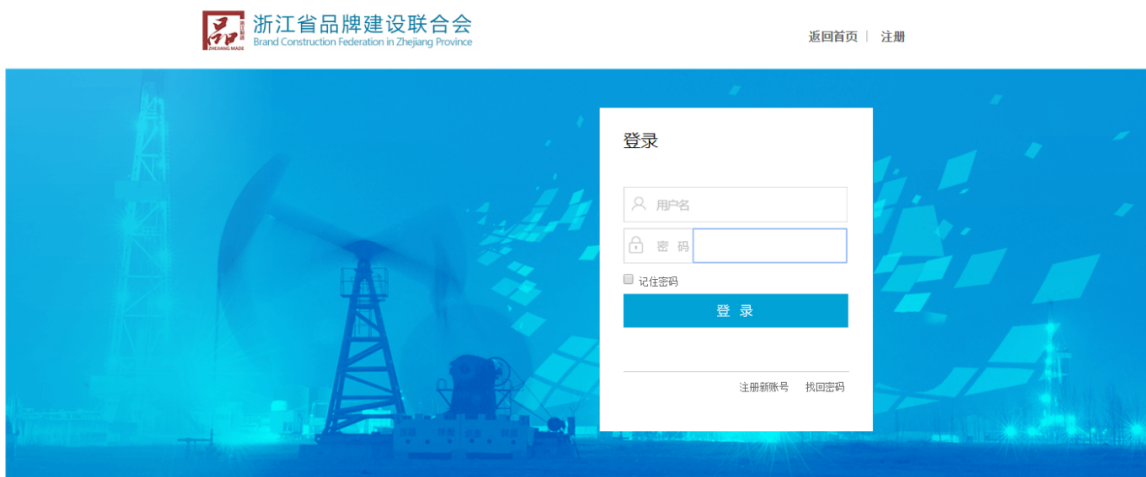 浙江省品牌建设联合会
Brand Construction Federation in Zhejiang Province
ZHEJIANG MADE
返回首页 | 注册
登录
用户名
密 码
记住密码
登 录
注册新账号 找回密码